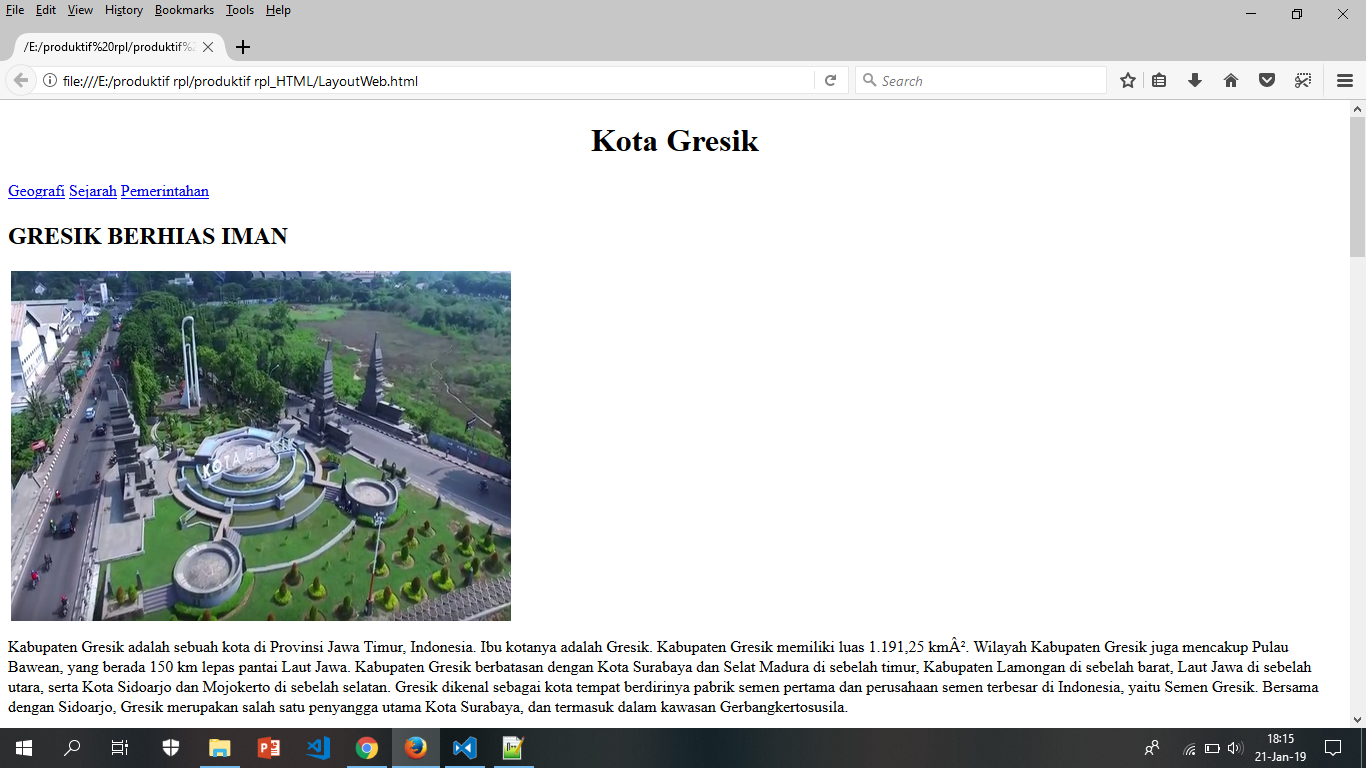 File Edit View History Bookmarks Tools Help
/E:/produktif%20rpl/produktif%2
file:///E:/produktif rpl/produktif rpl_HTML/LayoutWeb.html
Search
Kota Gresik
Geografi Sejarah Pemerintahan
GRESIK BERHIAS IMAN
KOTA GRESIK
Kabupaten Gresik adalah sebuah kota di Provinsi Jawa Timur, Indonesia. Ibu kotanya adalah Gresik. Kabupaten Gresik memiliki luas 1.191,25 kmÂ². Wilayah Kabupaten Gresik juga mencakup Pulau
Bawean, yang berada 150 km lepas pantai Laut Jawa. Kabupaten Gresik berbatasan dengan Kota Surabaya dan Selat Madura di sebelah timur, Kabupaten Lamongan di sebelah barat, Laut Jawa di sebelah
utara, serta Kota Sidoarjo dan Mojokerto di sebelah selatan. Gresik dikenal sebagai kota tempat berdirinya pabrik semen pertama dan perusahaan semen terbesar di Indonesia, yaitu Semen Gresik. Bersama
dengan Sidoarjo, Gresik merupakan salah satu penyangga utama Kota Surabaya, dan termasuk dalam kawasan Gerbangkertosusila.
18:15
21-Jan-19